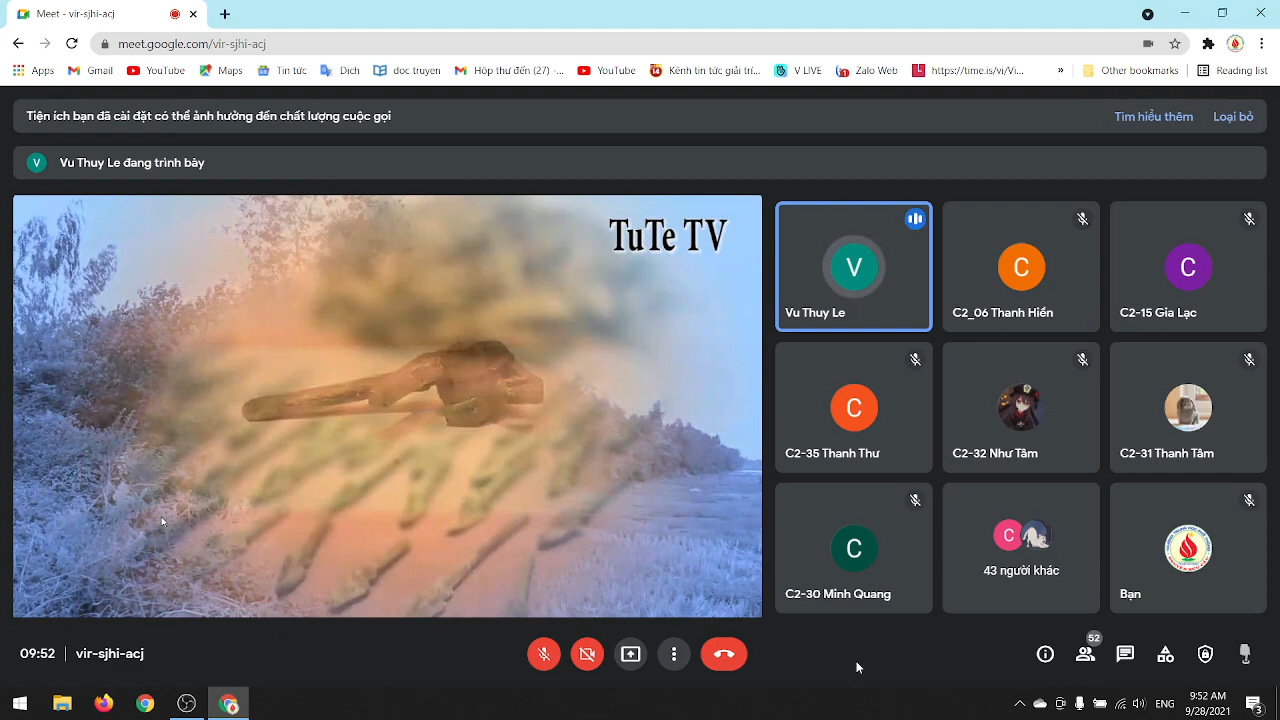 Meet - vir-sjhi-acj
meet.google.com/vir-sjhi-acj
Apps
Gmail
YouTube
Maps
Tin tức
Dịch
doc truyen
Hộp thư đến (27) -...
YouTube
Kênh tin tức giải trí...
V LIVE
Zalo Web
https://time.is/vi/Vi...
»
Other bookmarks
Reading list
Tiện ích bạn đã cài đặt có thể ảnh hưởng đến chất lượng cuộc gọi
Tìm hiểu thêm
Loại bỏ
V
Vu Thuy Le đang trình bày
TuTe TV
V
Vu Thuy Le
C
C2_06 Thanh Hiền
C
C2-15 Gia Lạc
C
C2-35 Thanh Thư
C2-32 Như Tâm
C2-31 Thanh Tâm
C
C2-30 Minh Quang
C
43 người khác
Bạn
09:52 | vir-sjhi-acj
52
ENG
9:52 AM
9/28/2021
3